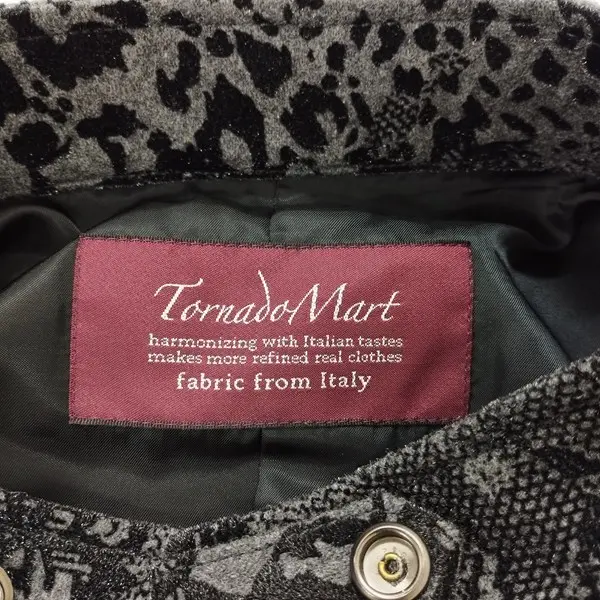 TornadoMart
harmonizing with Italian tastes
makes more refined real clothes
fabric from Italy